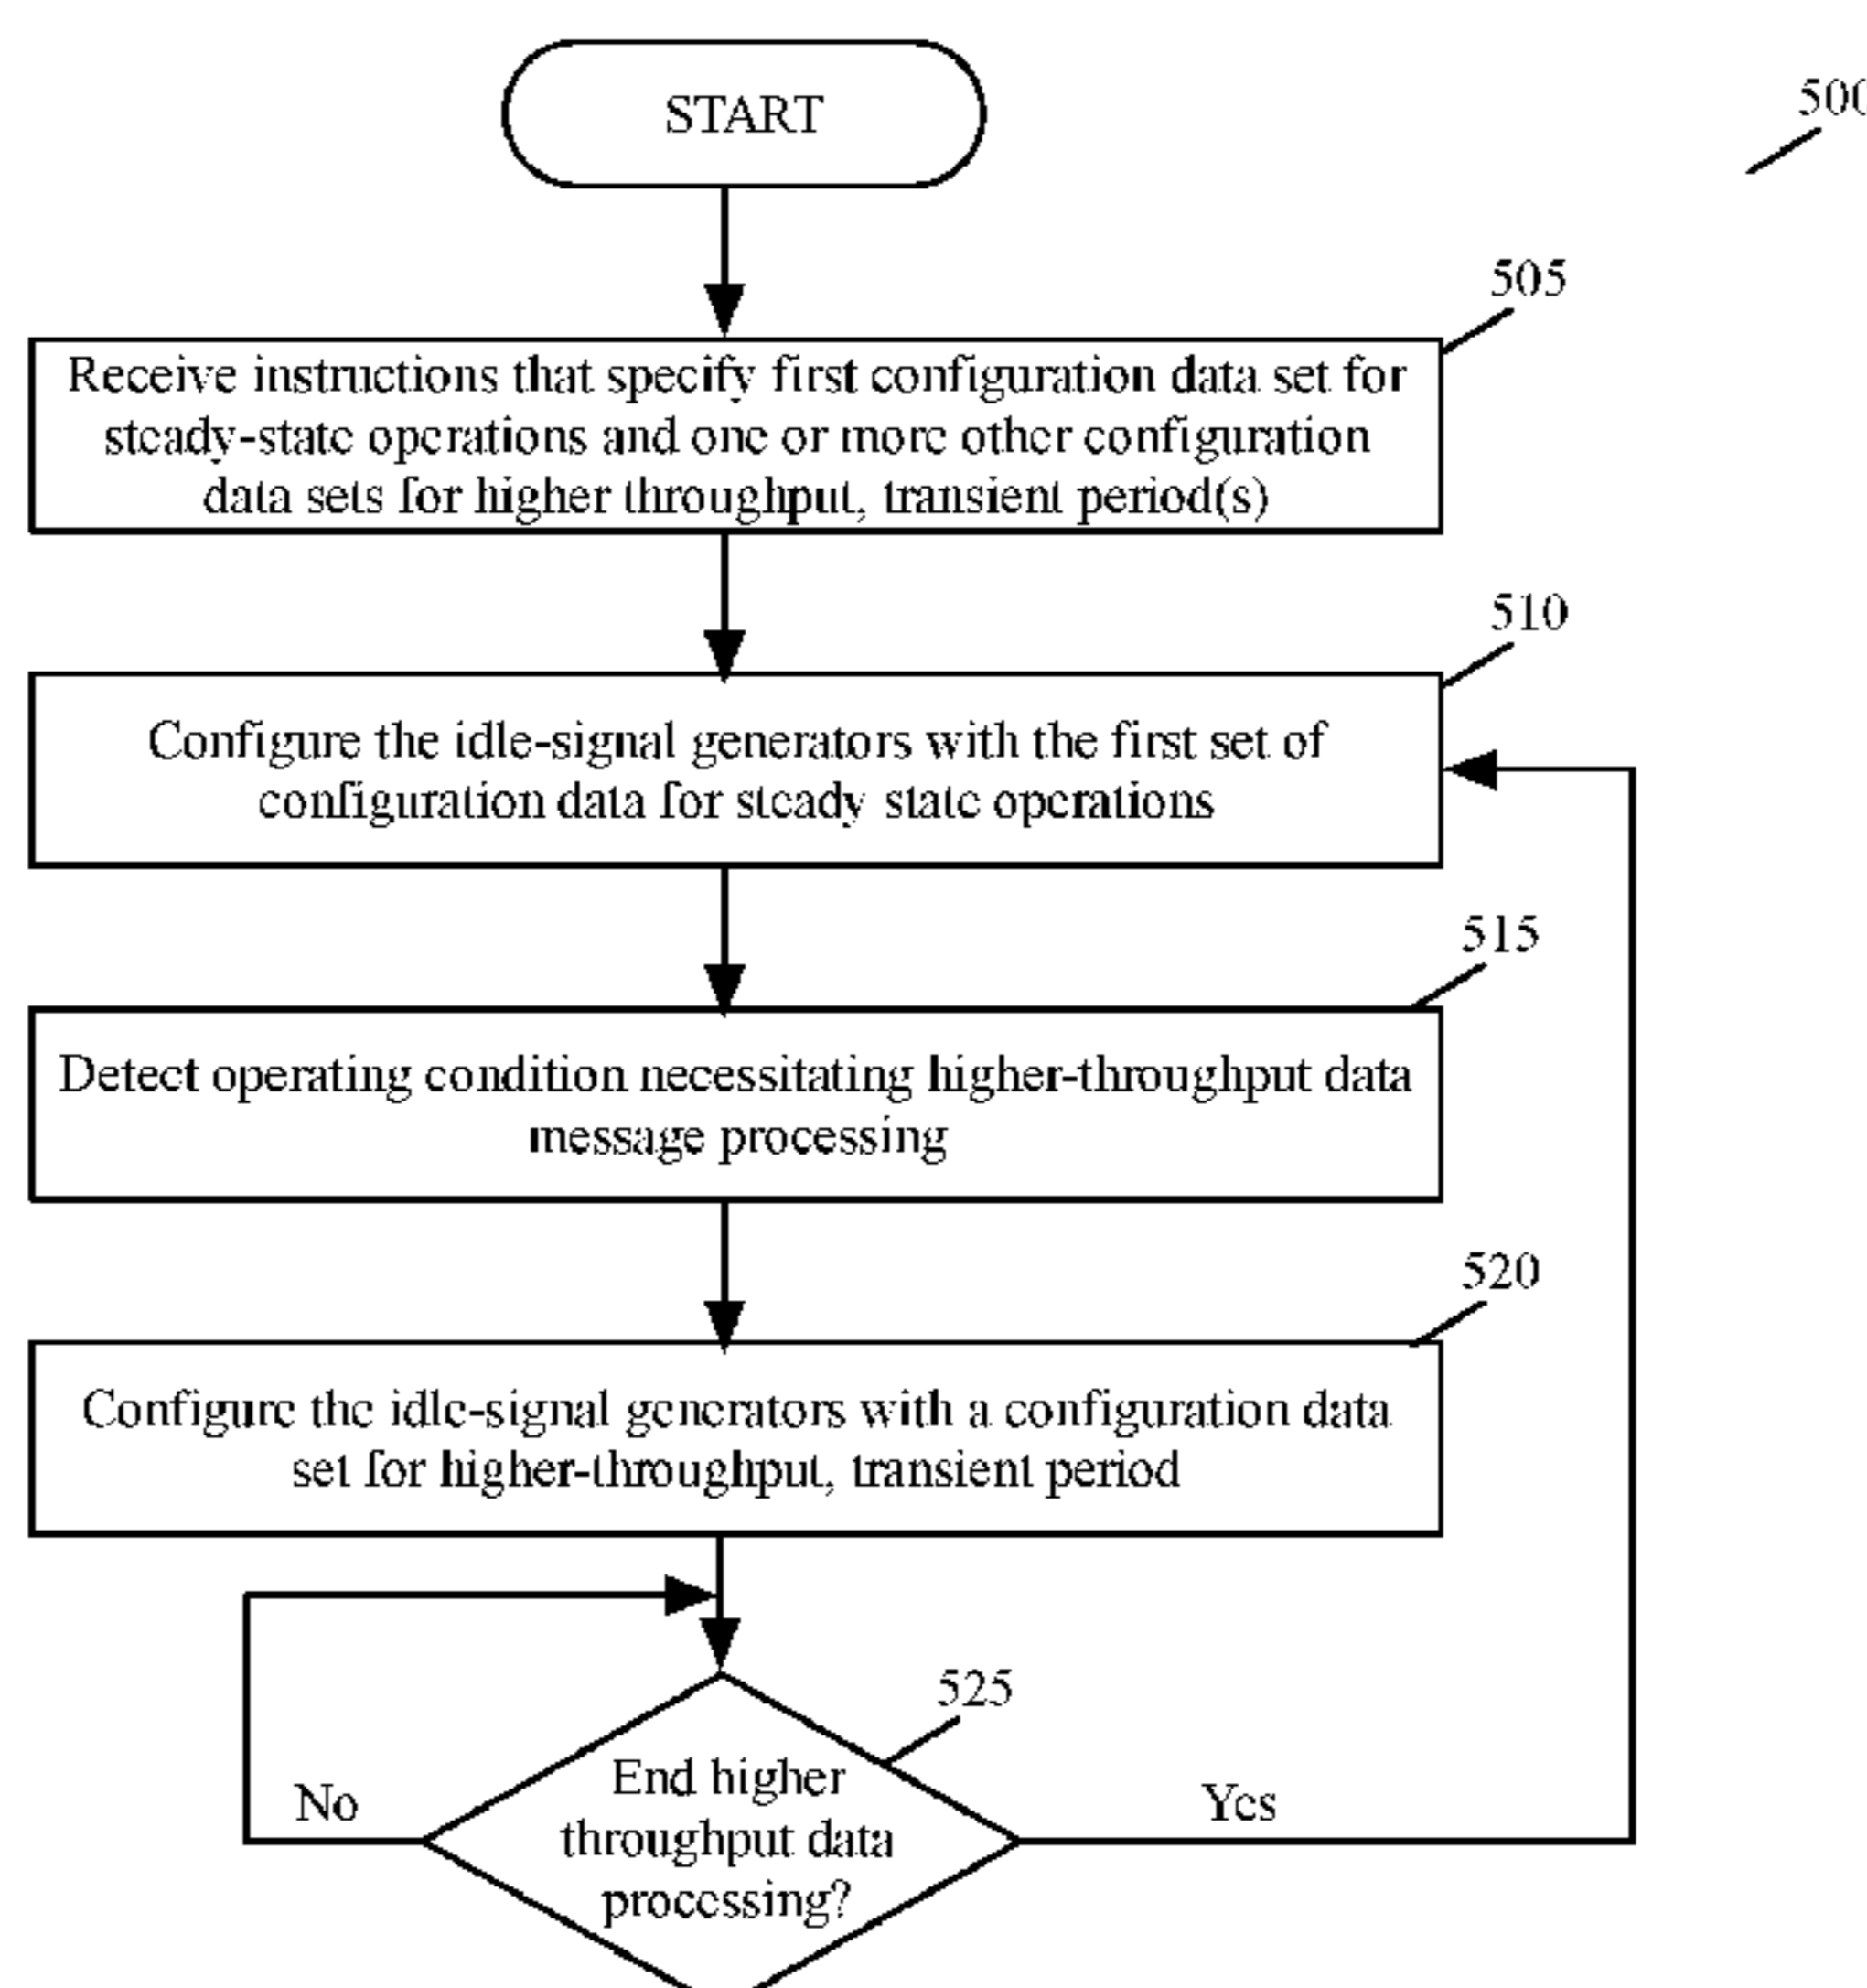 START
500
505
Receive instructions that specify first configuration data set for
steady-state operations and one or more other configuration
data sets for higher throughput, transient period(s)
510
Configure the idle-signal generators with the first set of
configuration data for steady state operations
515
Detect operating condition necessitating higher-throughput data
message processing
520
Configure the idle-signal generators with a configuration data
set for higher-throughput, transient period
525
End higher
throughput data
processing?
No
Yes